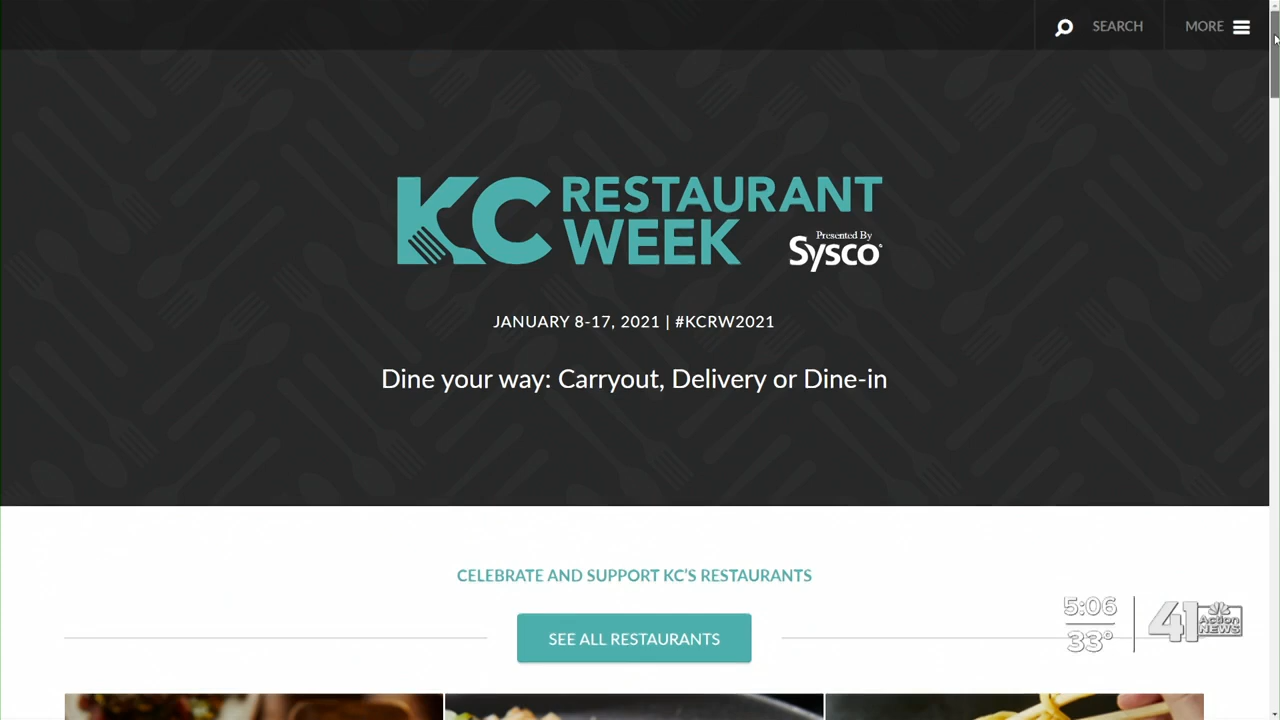 SEARCH
MORE
KC RESTAURANT
WEEK
Presented By
Sysco
JANUARY 8-17, 2021 | #KCRW2021
Dine your way: Carryout, Delivery or Dine-in
CELEBRATE AND SUPPORT KC'S RESTAURANTS
SEE ALL RESTAURANTS
5:06
33°
41 Action
NEWS